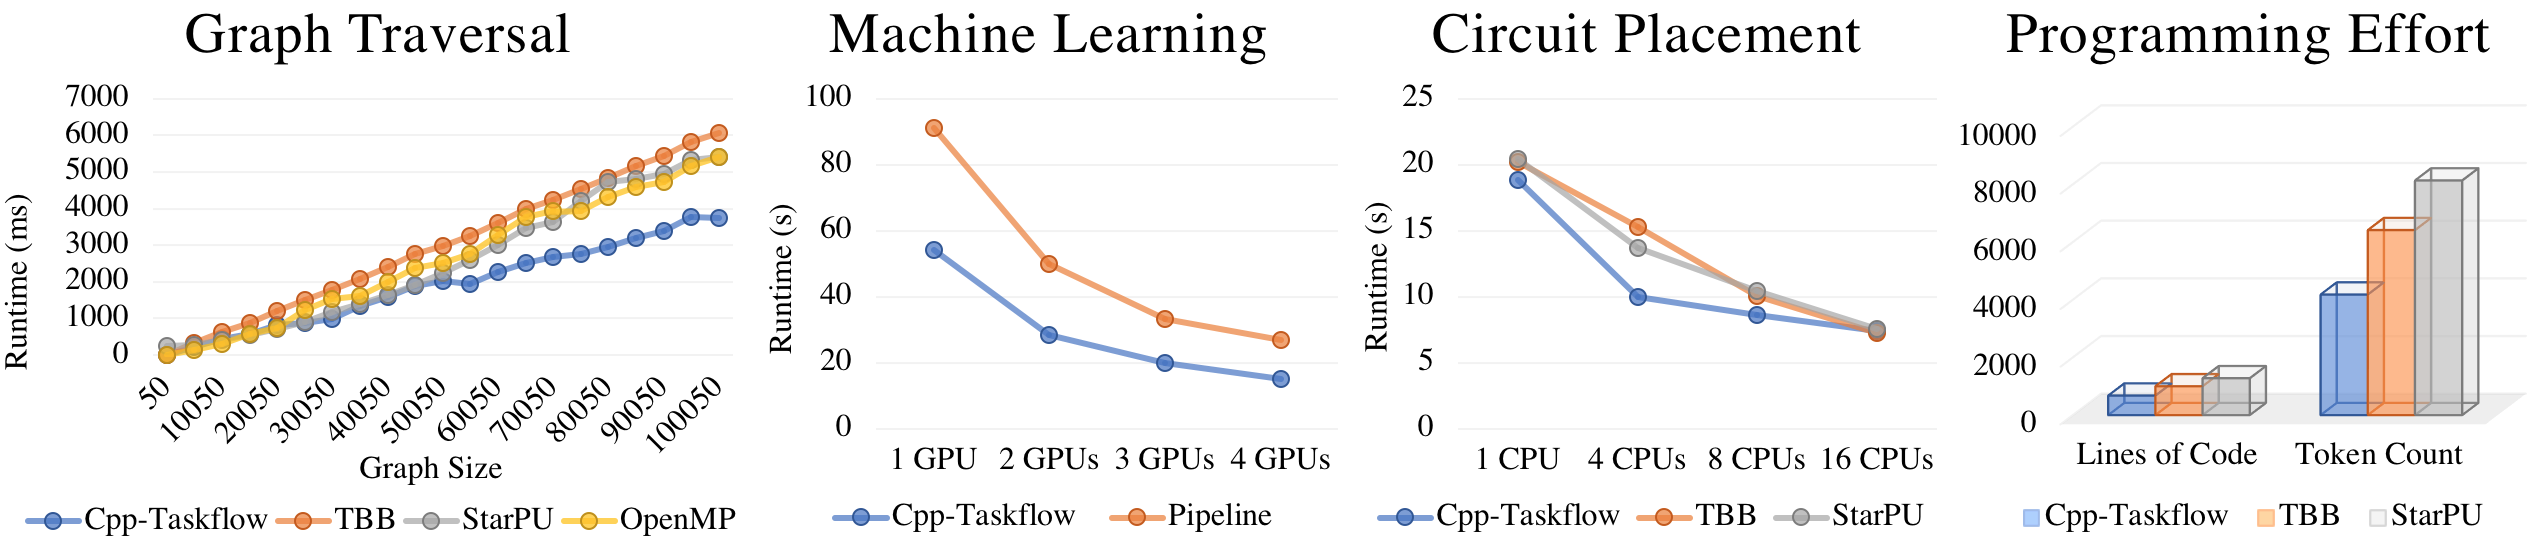 Graph Traversal
Runtime (ms)
7000
6000
5000
4000
3000
2000
1000
0
50
10050
20050
30050
40050
50050
60050
70050
80050
90050
100050
Graph Size
Cpp-Taskflow TBB StarPU OpenMP
Machine Learning
Runtime (s)
100
80
60
40
20
0
1 GPU 2 GPUs 3 GPUs 4 GPUs
Cpp-Taskflow Pipeline
Circuit Placement
Runtime (s)
25
20
15
10
5
0
1 CPU 4 CPUs 8 CPUs 16 CPUs
Cpp-Taskflow TBB StarPU
Programming Effort
10000
8000
6000
4000
2000
0
Lines of Code Token Count
Cpp-Taskflow TBB StarPU